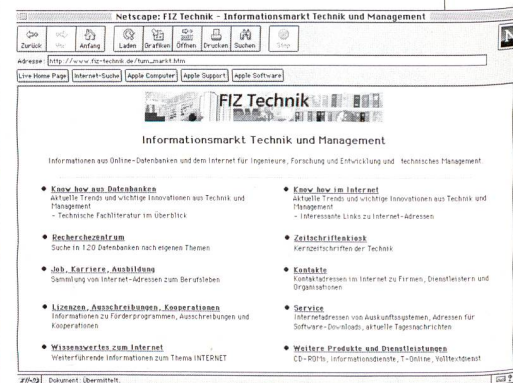 Netscape: FIZ Technik - Informationsmarkt Technik und Management
Zurück Anfang Laden Grafiken Öffnen Drucken Suchen Stop
Adresse: http://www.fiz-technik.de/tum_markt.htm
Live Home Page Internet-Suche Apple Computer Apple Support Apple Software
FIZ Technik
Informationsmarkt Technik und Management
Informationen aus Online-Datenbanken und dem Internet für Ingenieure, Forschung und Entwicklung und technisches Management.
Know how aus Datenbanken
Aktuelle Trends und wichtige Innovationen aus Technik und
Management
- Technische Fachliteratur im Überblick
Recherchezentrum
Suche in 120 Datenbanken nach eigenen Themen
Job, Karriere, Ausbildung
Sammlung von Internet-Adressen zum Berufsleben
Lizenzen, Ausschreibungen, Kooperationen
Informationen zu Förderprogrammen, Ausschreibungen und
Kooperationen
Wissenswertes zum Internet
Weiterführende Informationen zum Thema INTERNET
Know how im Internet
Aktuelle Trends und wichtige Innovationen aus Technik und
Management
- Interessante Links zu Internet-Adressen
Zeitschriftenkiosk
Kernzeitschriften der Technik
Kontakte
Kontaktadressen im Internet zu Firmen, Dienstleistern und
Organisationen
Service
Internetadressen von Auskunftssystemen, Adressen für
Software-Downloads, aktuelle Tagesnachrichten
Weitere Produkte und Dienstleistungen
CD-ROMs, Informationsdienste, T-Online, Volltextdienst
Dokument: Übermittelt.